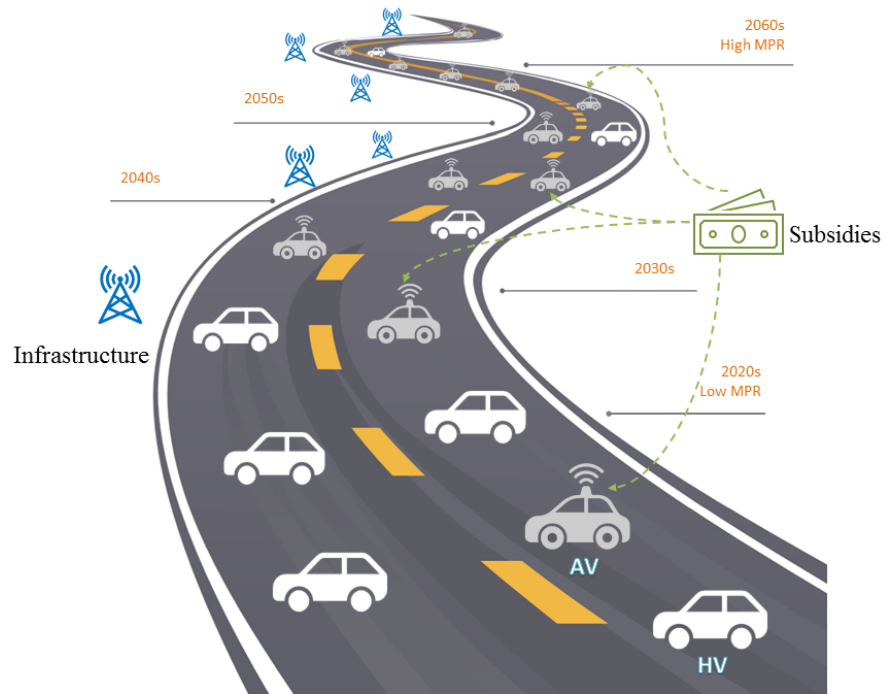 2060s
High MPR
2050s
2040s
Subsidies
2030s
Infrastructure
2020s
Low MPR
AV
HV